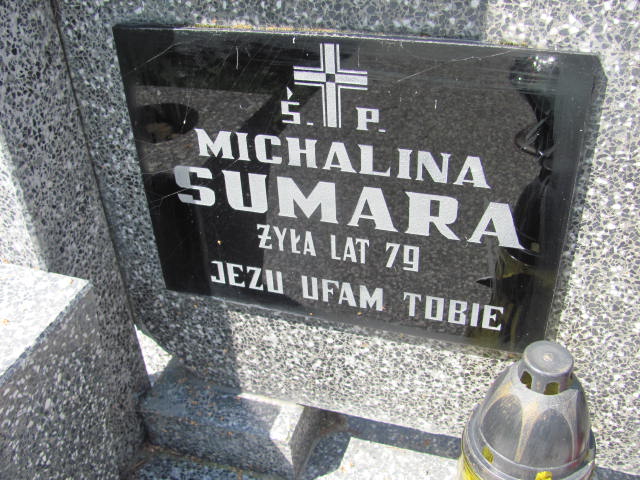 Ś. P.
MICHALINA
SUMARA
ŻYŁA LAT 79
JEZU UFAM TOBIE